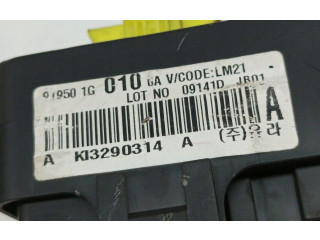 91950 1G 010 GA V/CODE:LM21
LOT NO 09141D JB01
A
A KI3290314 A (주)유라